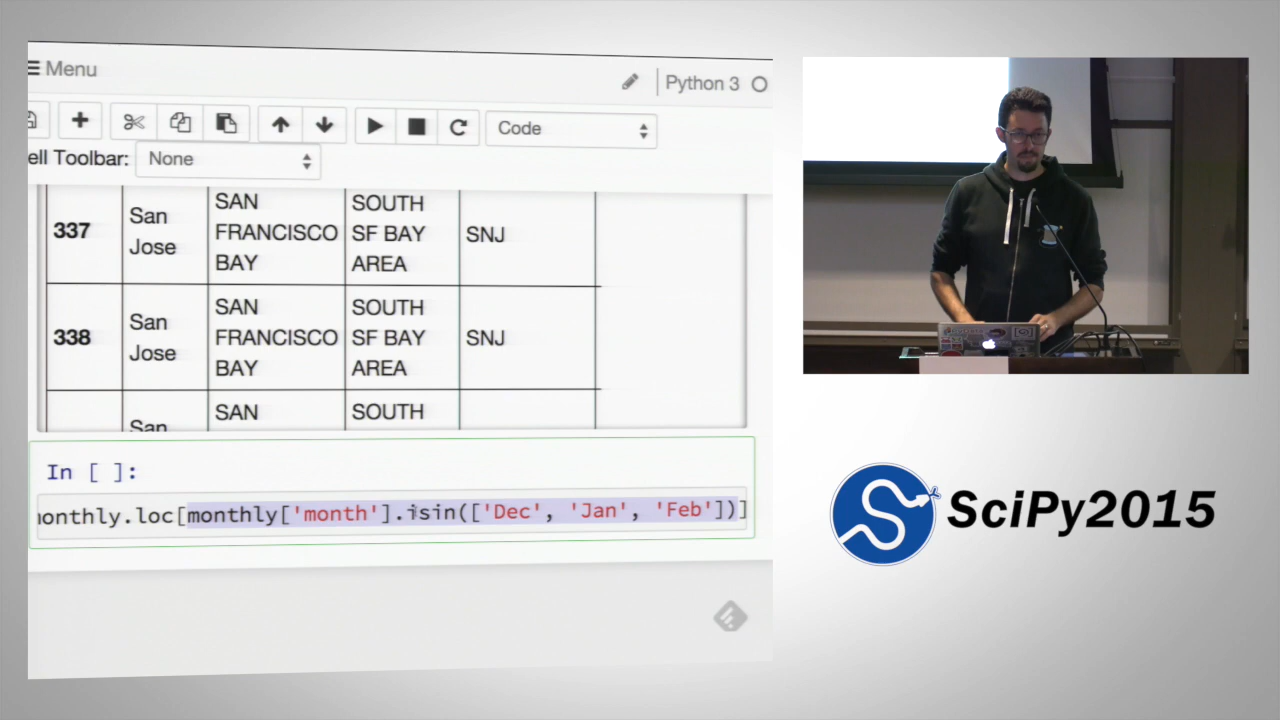 Menu
Python 3
Code
ell Toolbar:
None
337
San
Jose
SAN
FRANCISCO
BAY
SOUTH
SF BAY
AREA
SNJ
338
San
Jose
SAN
FRANCISCO
BAY
SOUTH
SF BAY
AREA
SNJ
San
SAN
SOUTH
In [ ]:
monthly.loc[monthly['month'].isin(['Dec', 'Jan', 'Feb'])]
SciPy2015